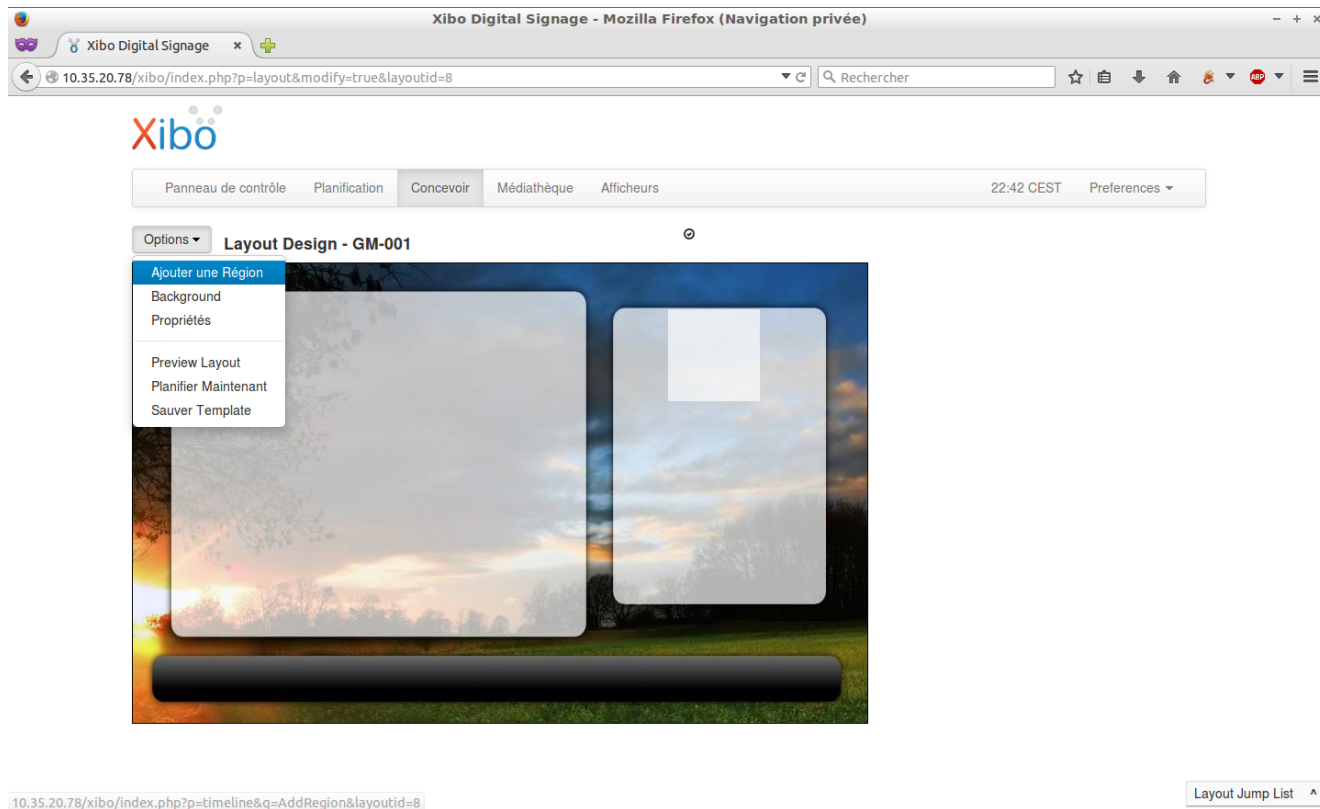 Xibo Digital Signage - Mozilla Firefox (Navigation privée)
Xibo Digital Signage
10.35.20.78/xibo/index.php?p=layout&modify=true&layoutid=8
Rechercher
ABP
Xibo
Panneau de contrôle Planification Concevoir Médiathèque Afficheurs 22:42 CEST Preferences
Options Layout Design - GM-001
Ajouter une Région
Background
Propriétés
Preview Layout
Planifier Maintenant
Sauver Template
Layout Jump List
10.35.20.78/xibo/index.php?p=timeline&q=AddRegion&layoutid=8